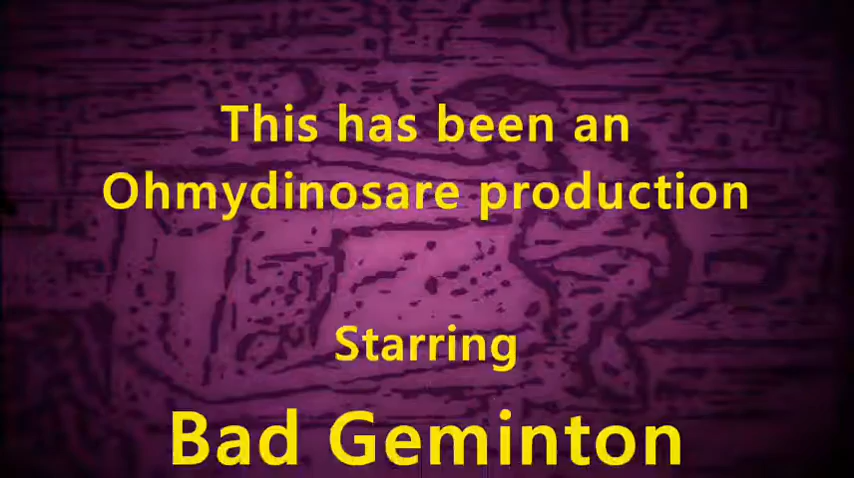 This has been an
Ohmydinosare production
Starring
Bad Geminton